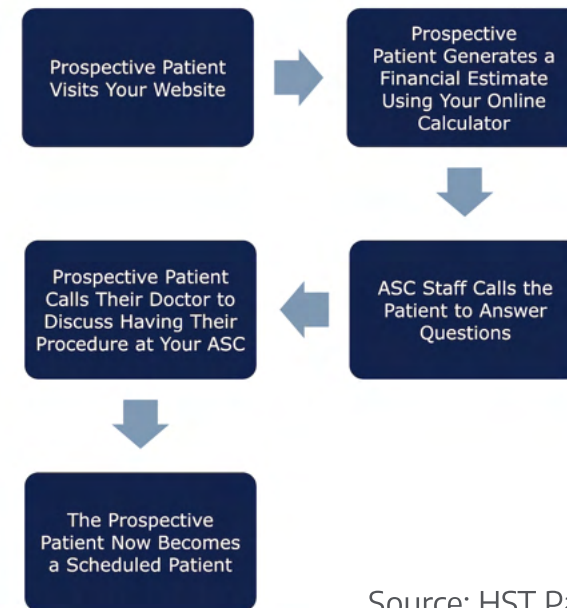 Prospective Patient
Visits Your Website
Prospective
Patient Generates a
Financial Estimate
Using Your Online
Calculator
ASC Staff Calls the
Patient to Answer
Questions
Prospective Patient
Calls Their Doctor to
Discuss Having Their
Procedure at Your ASC
The Prospective
Patient Now Becomes
a Scheduled Patient
Source: HST Pa